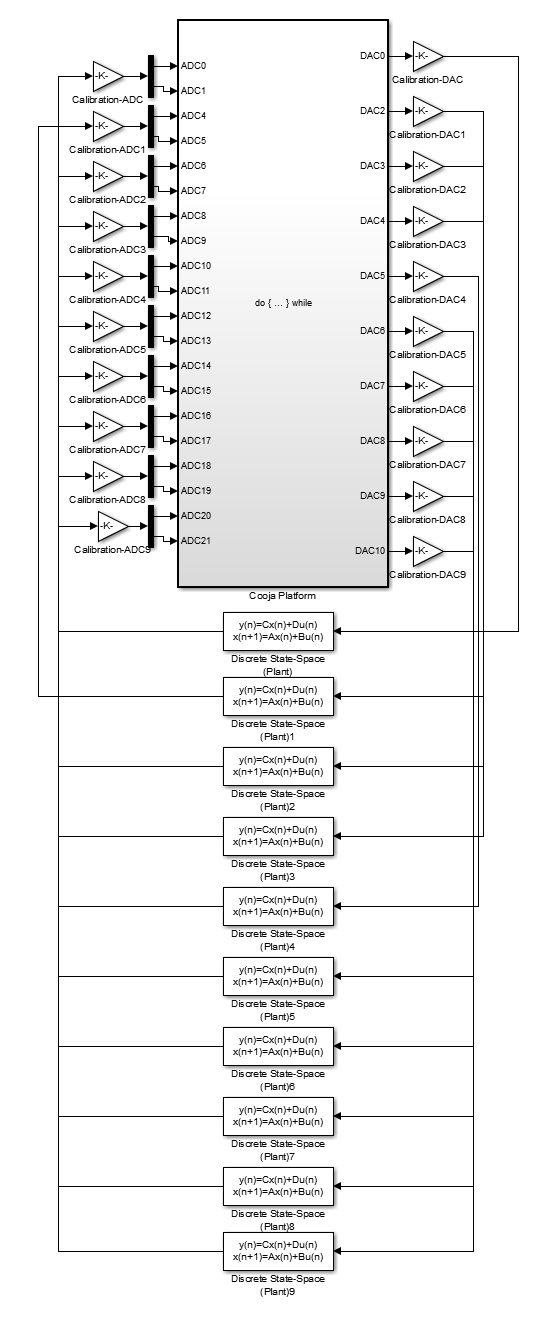 -K-
Calibration-ADC
-K-
Calibration-ADC1
-K-
Calibration-ADC2
-K-
Calibration-ADC3
-K-
Calibration-ADC4
-K-
Calibration-ADC5
-K-
Calibration-ADC6
-K-
Calibration-ADC7
-K-
Calibration-ADC8
-K-
Calibration-ADC9
ADC0
ADC1
ADC4
ADC5
ADC6
ADC7
ADC8
ADC9
ADC10
ADC11
ADC12
ADC13
ADC14
ADC15
ADC16
ADC17
ADC18
ADC19
ADC20
ADC21
do { ... } while
DAC0
DAC2
DAC3
DAC4
DAC5
DAC6
DAC7
DAC8
DAC9
DAC10
Cooja Platform
-K-
Calibration-DAC
-K-
Calibration-DAC1
-K-
Calibration-DAC2
-K-
Calibration-DAC3
-K-
Calibration-DAC4
-K-
Calibration-DAC5
-K-
Calibration-DAC6
-K-
Calibration-DAC7
-K-
Calibration-DAC8
-K-
Calibration-DAC9
y(n)=Cx(n)+Du(n)
x(n+1)=Ax(n)+Bu(n)
Discrete State-Space
(Plant)
y(n)=Cx(n)+Du(n)
x(n+1)=Ax(n)+Bu(n)
Discrete State-Space
(Plant)1
y(n)=Cx(n)+Du(n)
x(n+1)=Ax(n)+Bu(n)
Discrete State-Space
(Plant)2
y(n)=Cx(n)+Du(n)
x(n+1)=Ax(n)+Bu(n)
Discrete State-Space
(Plant)3
y(n)=Cx(n)+Du(n)
x(n+1)=Ax(n)+Bu(n)
Discrete State-Space
(Plant)4
y(n)=Cx(n)+Du(n)
x(n+1)=Ax(n)+Bu(n)
Discrete State-Space
(Plant)5
y(n)=Cx(n)+Du(n)
x(n+1)=Ax(n)+Bu(n)
Discrete State-Space
(Plant)6
y(n)=Cx(n)+Du(n)
x(n+1)=Ax(n)+Bu(n)
Discrete State-Space
(Plant)7
y(n)=Cx(n)+Du(n)
x(n+1)=Ax(n)+Bu(n)
Discrete State-Space
(Plant)8
y(n)=Cx(n)+Du(n)
x(n+1)=Ax(n)+Bu(n)
Discrete State-Space
(Plant)9